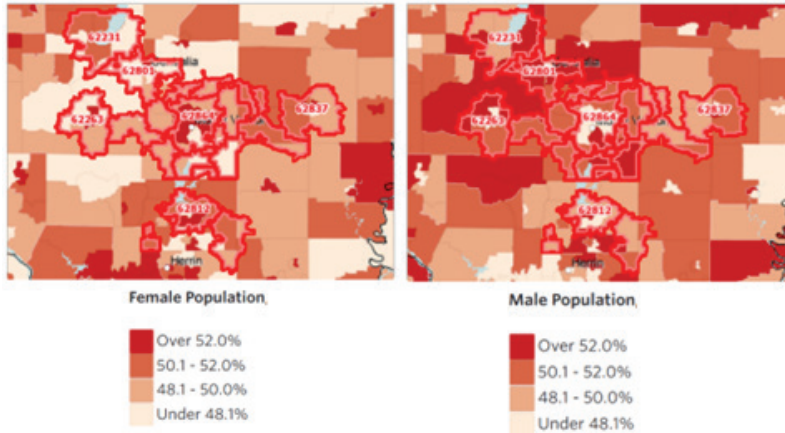 62231
62801
62864
62837
62263
62812
Herrin
Female Population,
Over 52.0%
50.1 - 52.0%
48.1 - 50.0%
Under 48.1%
62231
62801
62864
62837
62263
62812
Male Population,
Over 52.0%
50.1 - 52.0%
48.1 - 50.0%
Under 48.1%